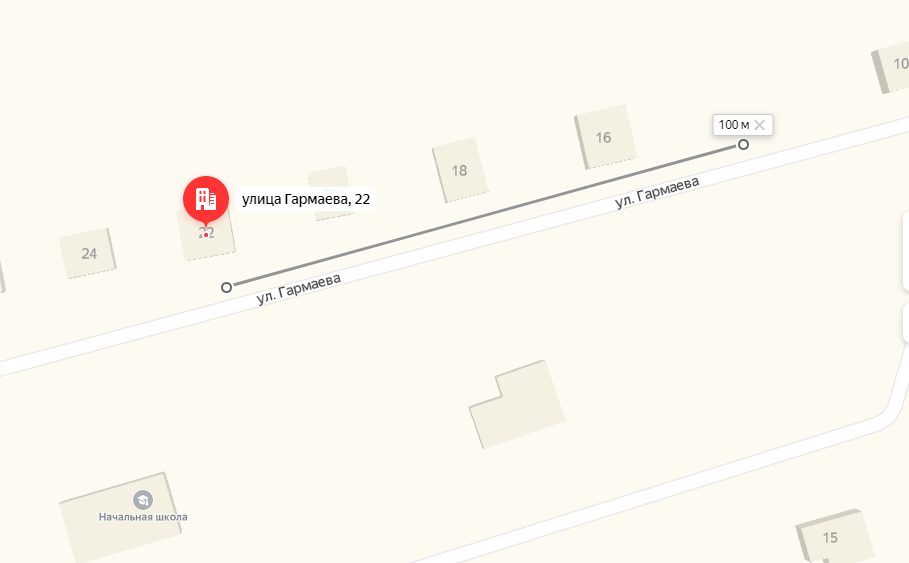 10
100 м
16
18
ул. Гармаева
улица Гармаева, 22
22
24
ул. Гармаева
Начальная школа
15